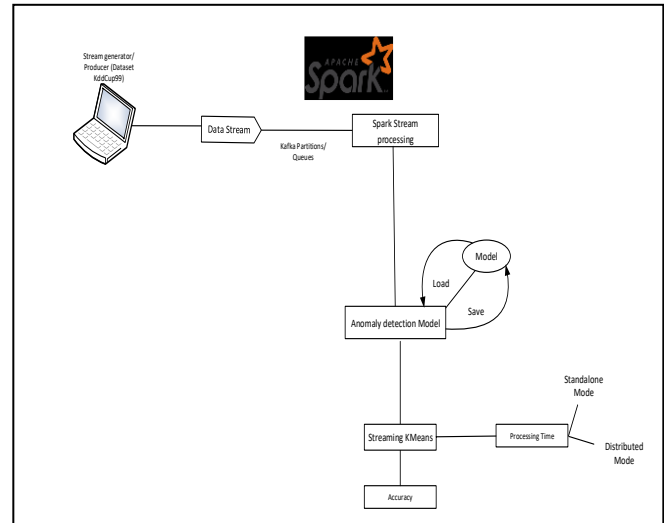 Stream generator/
Producer (Dataset
KddCup99)
APACHE
Spark
Data Stream
Kafka Partitions/
Queues
Spark Stream
processing
Model
Load
Save
Anomaly detection Model
Standalone
Mode
Streaming KMeans
Processing Time
Distributed
Mode
Accuracy